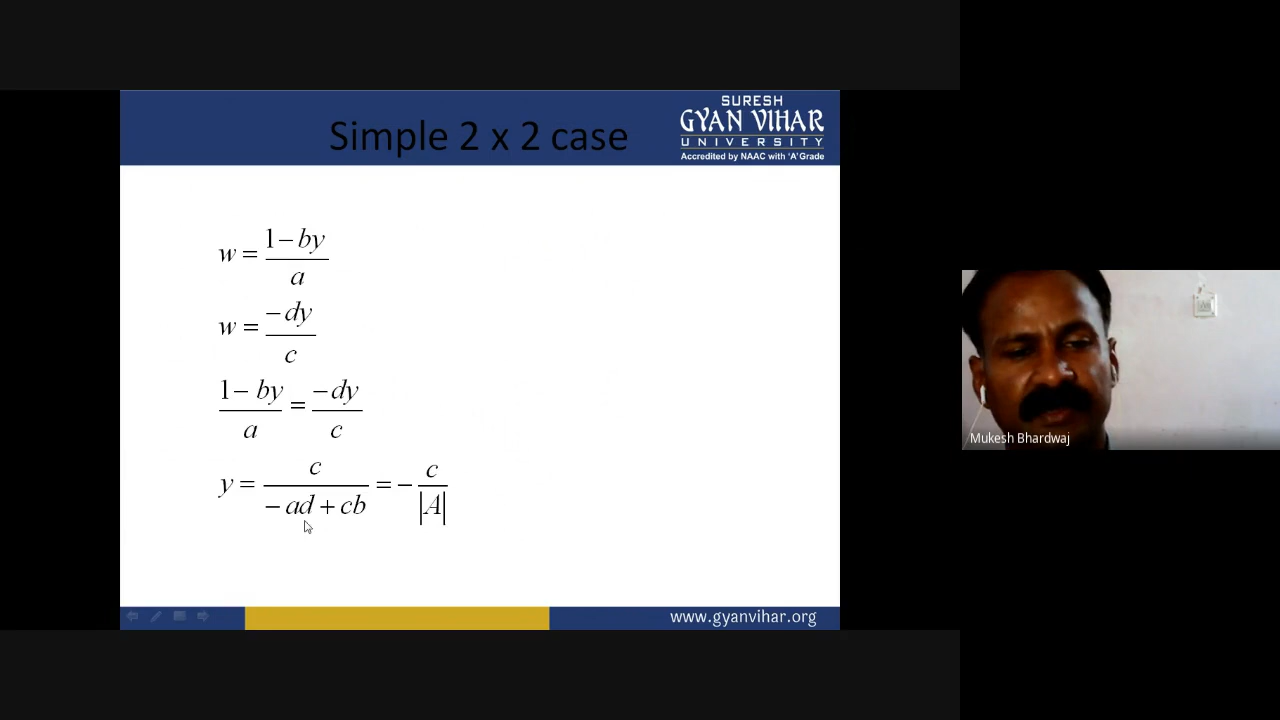 Simple 2 x 2 case
SURESH
GYAN VIHAR
UNIVERSITY
Accredited by NAAC with 'A' Grade
w = (1 − by) / a
w = −dy / c
(1 − by) / a = −dy / c
y = c / (−ad + cb) = − c / |A|
Mukesh Bhardwaj
www.gyanvihar.org